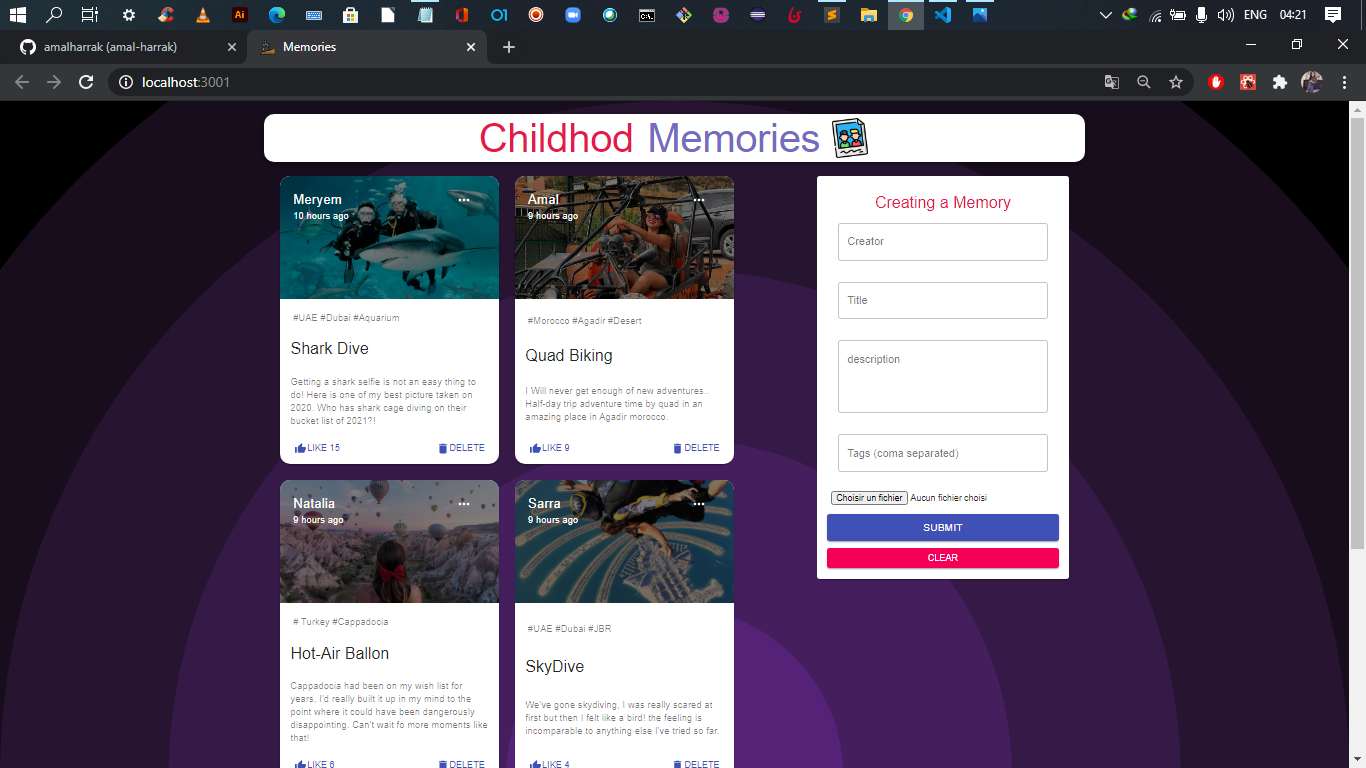 ENG
04:21
amalharrak (amal-harrak)
Memories
localhost:3001
Childhod Memories
Meryem
10 hours ago
#UAE #Dubai #Aquarium
Shark Dive
Getting a shark selfie is not an easy thing to
do! Here is one of my best picture taken on
2020. Who has shark cage diving on their
bucket list of 2021?!
LIKE 15
DELETE
Amal
9 hours ago
#Morocco #Agadir #Desert
Quad Biking
I Will never get enough of new adventures..
Half-day trip adventure time by quad in an
amazing place in Agadir morocco.
LIKE 9
DELETE
Natalia
9 hours ago
# Turkey #Cappadocia
Hot-Air Ballon
Cappadocia had been on my wish list for
years, I'd really built it up in my mind to the
point where it could have been dangerously
disappointing. Can't wait fo more moments like
that!
LIKE 6
DELETE
Sarra
9 hours ago
#UAE #Dubai #JBR
SkyDive
We've gone skydiving, I was really scared at
first but then I felt like a bird! the feeling is
incomparable to anything else I've tried so far.
LIKE 4
DELETE
Creating a Memory
Creator
Title
description
Tags (coma separated)
Choisir un fichier Aucun fichier choisi
SUBMIT
CLEAR